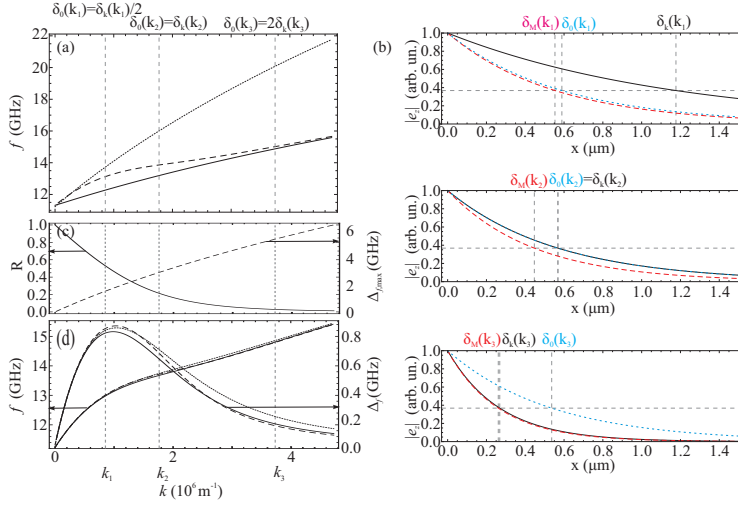 δ₀(k₁)=δₖ(k₁)/2
δ₀(k₂)=δₖ(k₂)
δ₀(k₃)=2δₖ(k₃)
(a)
22
20
18
16
14
12
f (GHz)
(c)
1.0
0.8
0.6
0.4
0.2
0.0
R
6
4
2
0
Δf,max (GHz)
(d)
15
14
13
12
f (GHz)
0.8
0.6
0.4
0.2
0.0
Δf (GHz)
0 1 2 3 4
k₁ k₂ k₃
k (10⁶ m⁻¹)
(b)
δM(k₁) δ₀(k₁) δₖ(k₁)
1.0
0.8
0.6
0.4
0.2
0.0
|e𝓏| (arb. un.)
0.0 0.2 0.4 0.6 0.8 1.0 1.2 1.4
x (μm)
δM(k₂) δ₀(k₂)=δₖ(k₂)
1.0
0.8
0.6
0.4
0.2
0.0
|e𝓏| (arb. un.)
0.0 0.2 0.4 0.6 0.8 1.0 1.2 1.4
x (μm)
δM(k₃) δₖ(k₃) δ₀(k₃)
1.0
0.8
0.6
0.4
0.2
0.0
|e𝓏| (arb. un.)
0.0 0.2 0.4 0.6 0.8 1.0 1.2 1.4
x (μm)